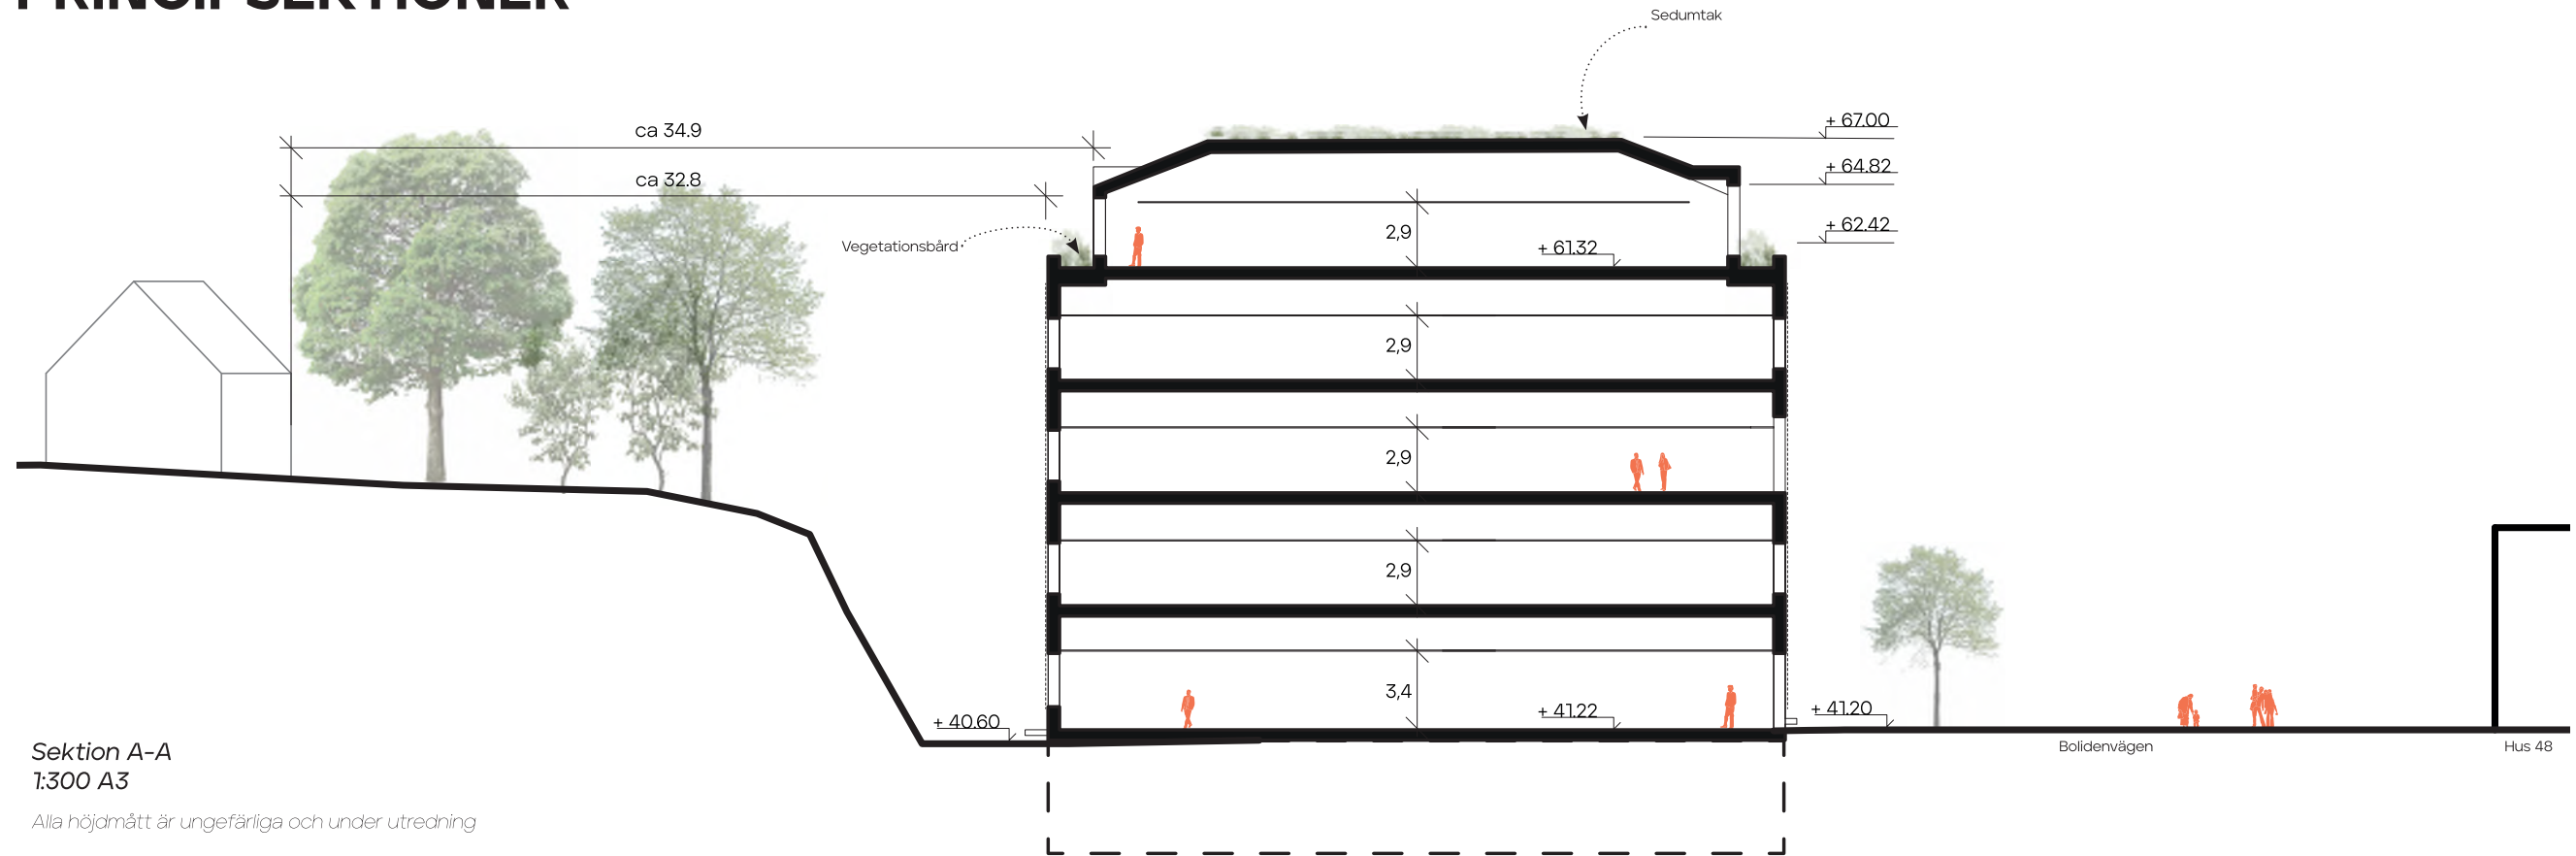 PRINCIPSEKTIONER
Sedumtak
ca 34.9
+ 67.00
+ 64.82
ca 32.8
+ 62.42
2,9
Vegetationsbård
+ 61.32
2,9
2,9
2,9
3,4
+ 41.22
+ 41.20
+ 40.60
Bolidenvägen
Hus 48
Sektion A-A
1:300 A3
Alla höjdmått är ungefärliga och under utredning